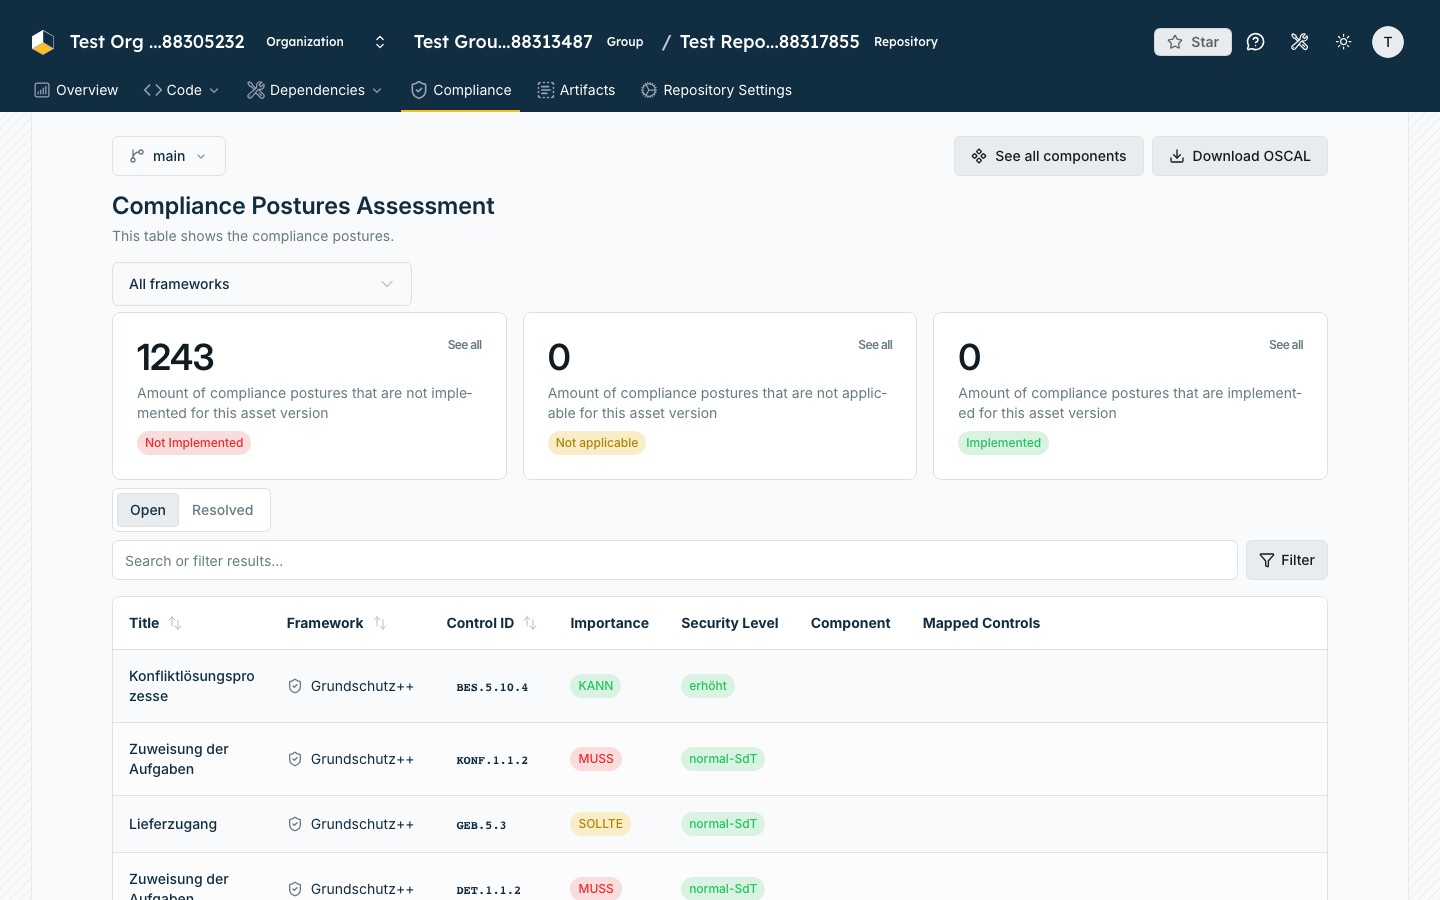 Test Org ...88305232 Organization Test Grou...88313487 Group / Test Repo...88317855 Repository Star T
Overview Code Dependencies Compliance Artifacts Repository Settings
main See all components Download OSCAL
Compliance Postures Assessment
This table shows the compliance postures.
All frameworks
1243 See all
Amount of compliance postures that are not imple-
mented for this asset version
Not Implemented
0 See all
Amount of compliance postures that are not applic-
able for this asset version
Not applicable
0 See all
Amount of compliance postures that are implement-
ed for this asset version
Implemented
Open Resolved
Search or filter results... Filter
Title Framework Control ID Importance Security Level Component Mapped Controls
Konfliktlösungspro
zesse
Grundschutz++ BES.5.10.4 KANN erhöht
Zuweisung der
Aufgaben
Grundschutz++ KONF.1.1.2 MUSS normal-SdT
Lieferzugang Grundschutz++ GEB.5.3 SOLLTE normal-SdT
Zuweisung der
Aufgaben
Grundschutz++ DET.1.1.2 MUSS normal-SdT